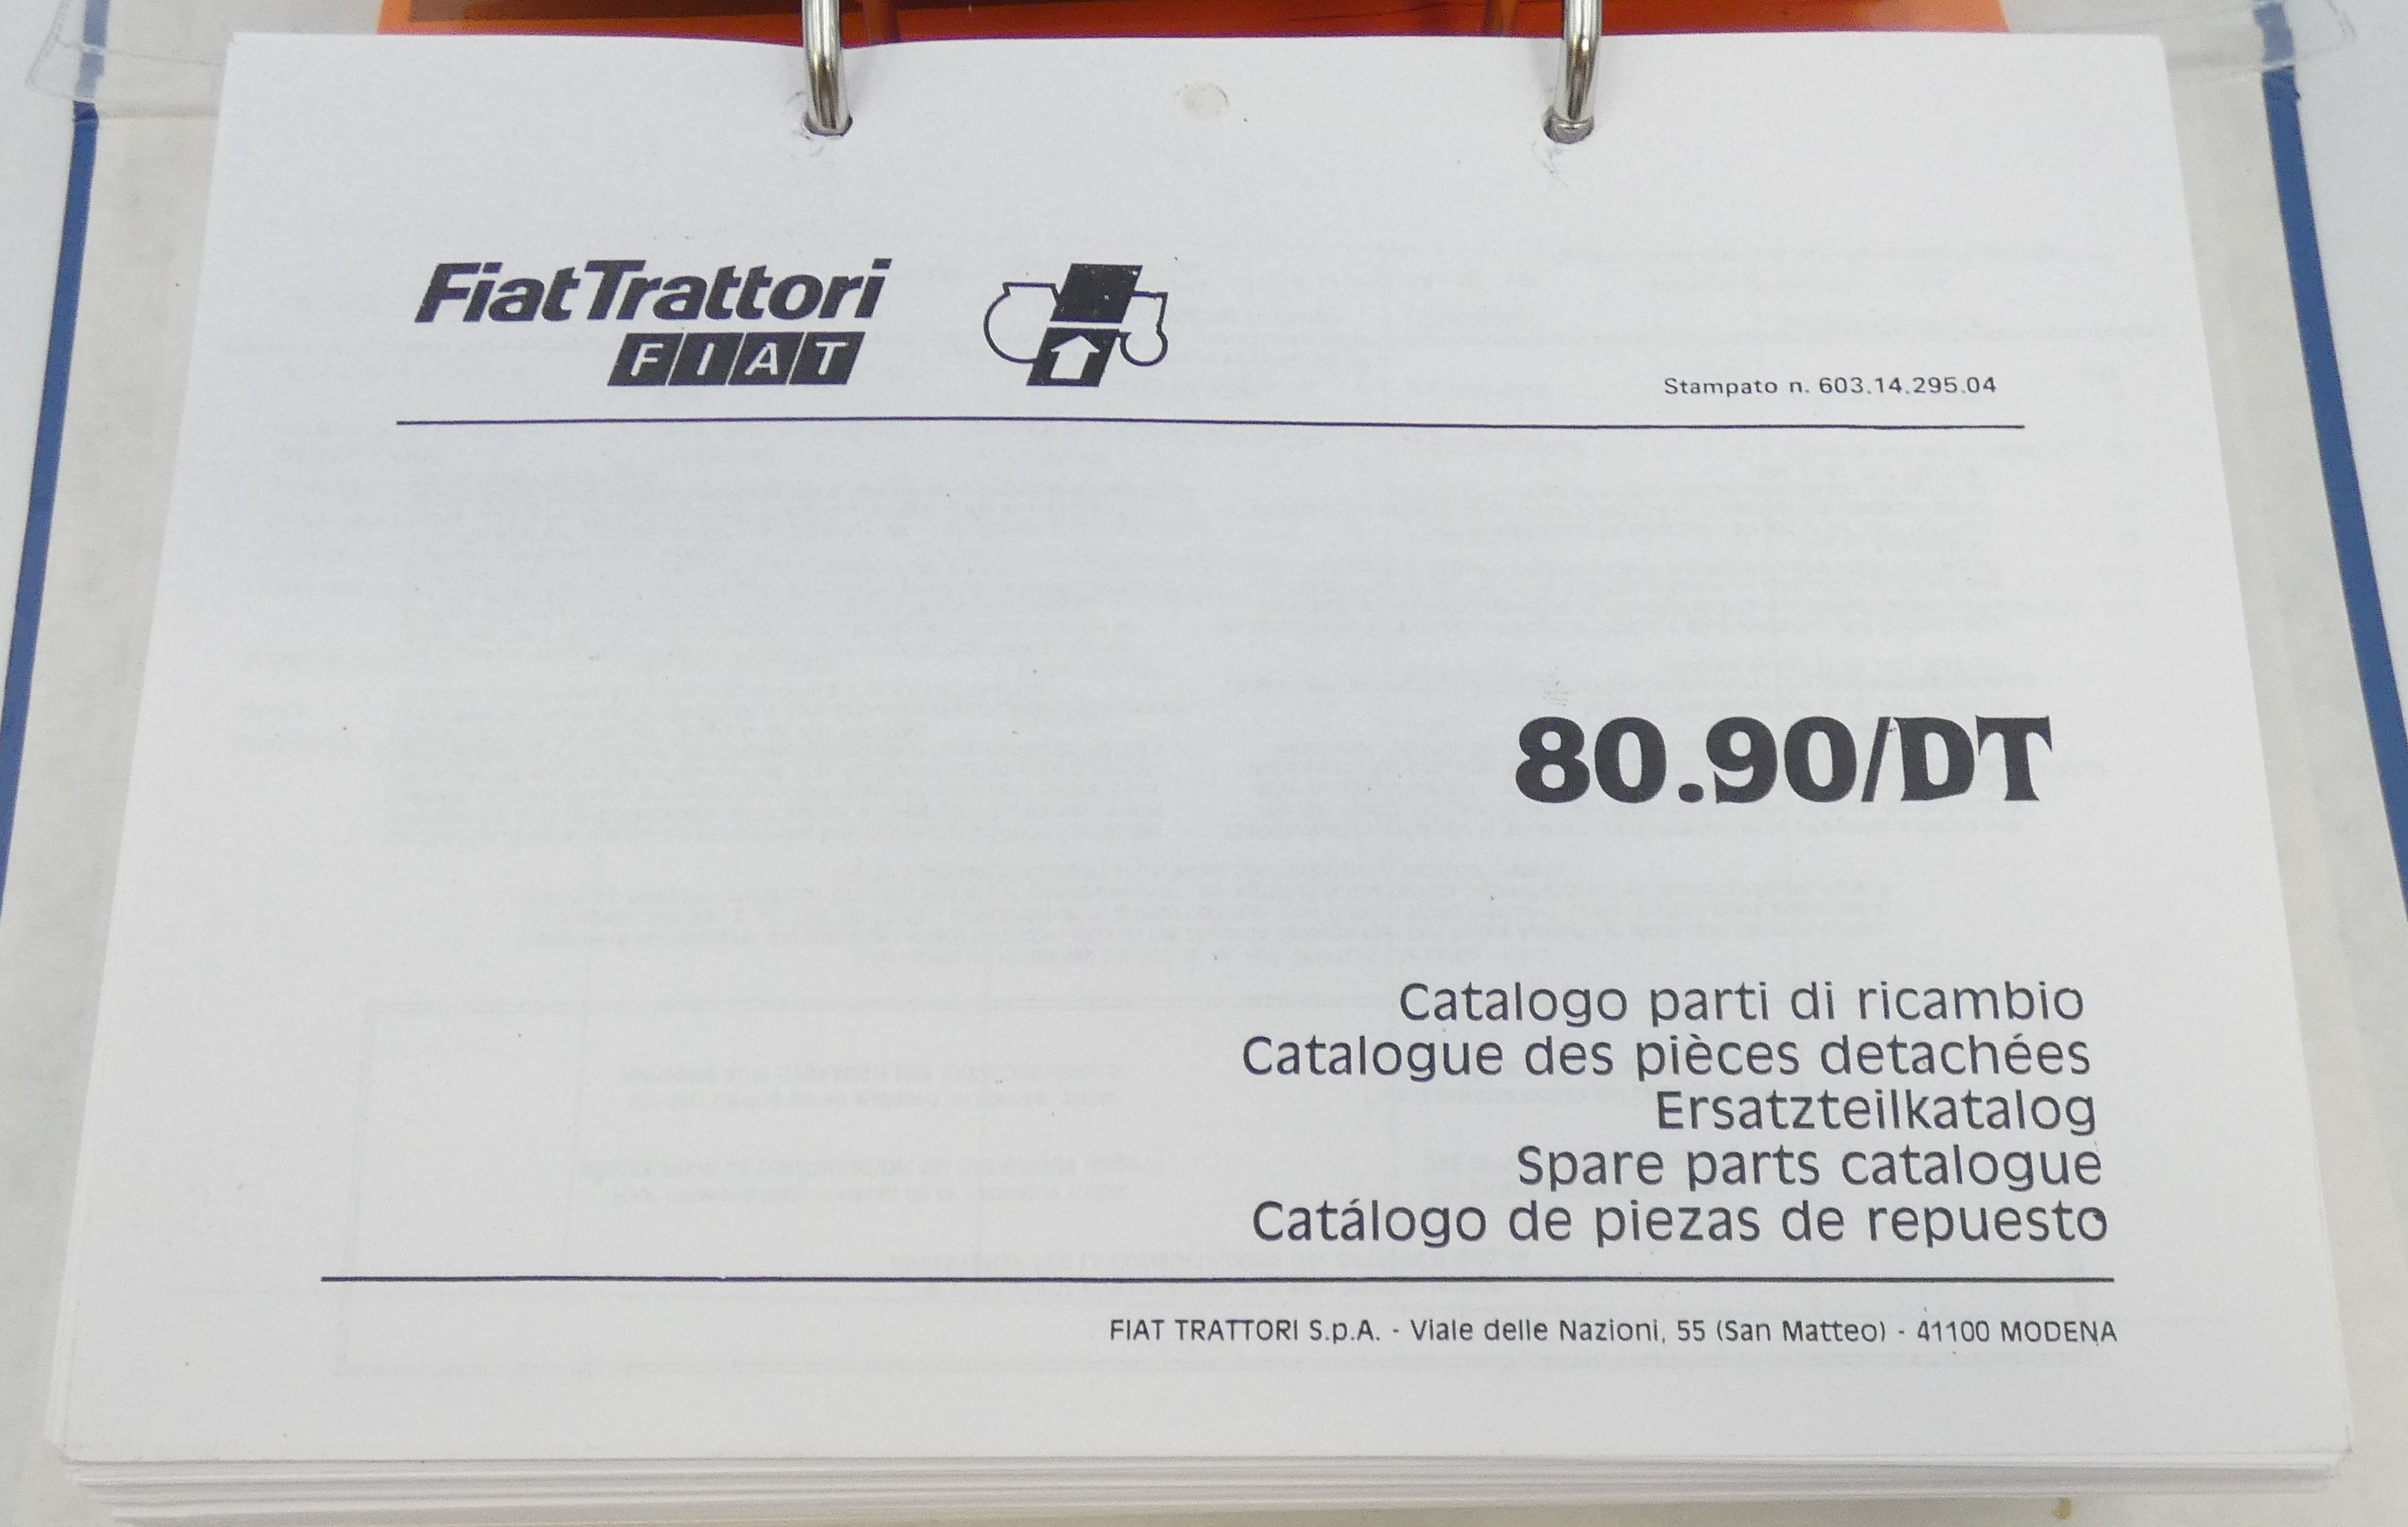 FiatTrattori
FIAT
Stampato n. 603.14.295.04
80.90/DT
Catalogo parti di ricambio
Catalogue des pièces detachées
Ersatzteilkatalog
Spare parts catalogue
Catálogo de piezas de repuesto
FIAT TRATTORI S.p.A. - Viale delle Nazioni, 55 (San Matteo) - 41100 MODENA